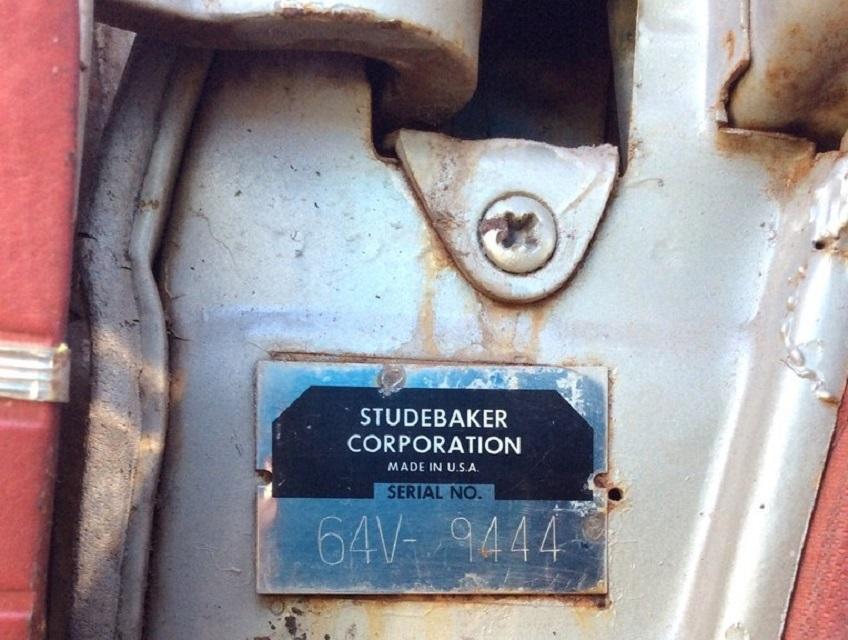 STUDEBAKER
CORPORATION
MADE IN U.S.A.
SERIAL NO.
64V- 9444